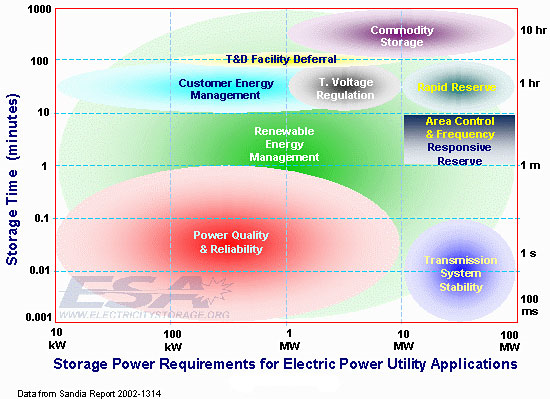 1000
100
10
1
0.1
0.01
0.001
Storage Time (minutes)
Commodity
Storage
T&D Facility Deferral
Customer Energy
Management
T. Voltage
Regulation
Rapid Reserve
Renewable
Energy
Management
Area Control
& Frequency
Responsive
Reserve
Power Quality
& Reliability
Transmission
System
Stability
10 hr
1 hr
1 m
1 s
100
ms
ESA
WWW.ELECTRICITYSTORAGE.ORG
10
kW
100
kW
1
MW
10
MW
100
MW
Storage Power Requirements for Electric Power Utility Applications
Data from Sandia Report 2002-1314